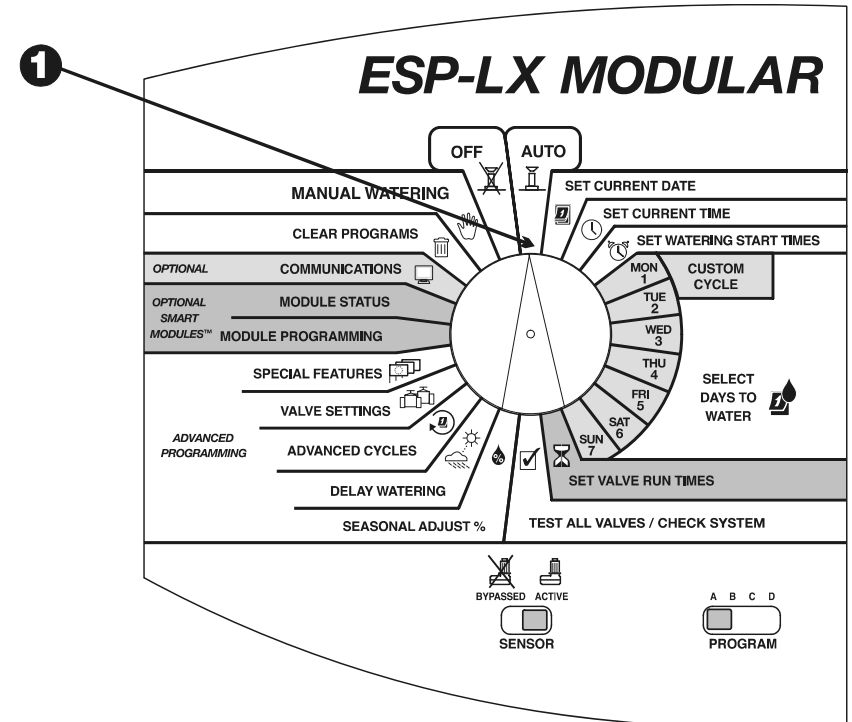 1
ESP-LX MODULAR
OFF
AUTO
MANUAL WATERING
SET CURRENT DATE
CLEAR PROGRAMS
SET CURRENT TIME
SET WATERING START TIMES
OPTIONAL
COMMUNICATIONS
OPTIONAL
SMART
MODULES™
MODULE STATUS
MODULE PROGRAMMING
SPECIAL FEATURES
VALVE SETTINGS
ADVANCED
PROGRAMMING
ADVANCED CYCLES
DELAY WATERING
SEASONAL ADJUST %
%
MON
1
TUE
2
WED
3
THU
4
FRI
5
SAT
6
SUN
7
CUSTOM
CYCLE
SELECT
DAYS TO
WATER
1
SET VALVE RUN TIMES
TEST ALL VALVES / CHECK SYSTEM
BYPASSED
ACTIVE
SENSOR
A B C D
PROGRAM